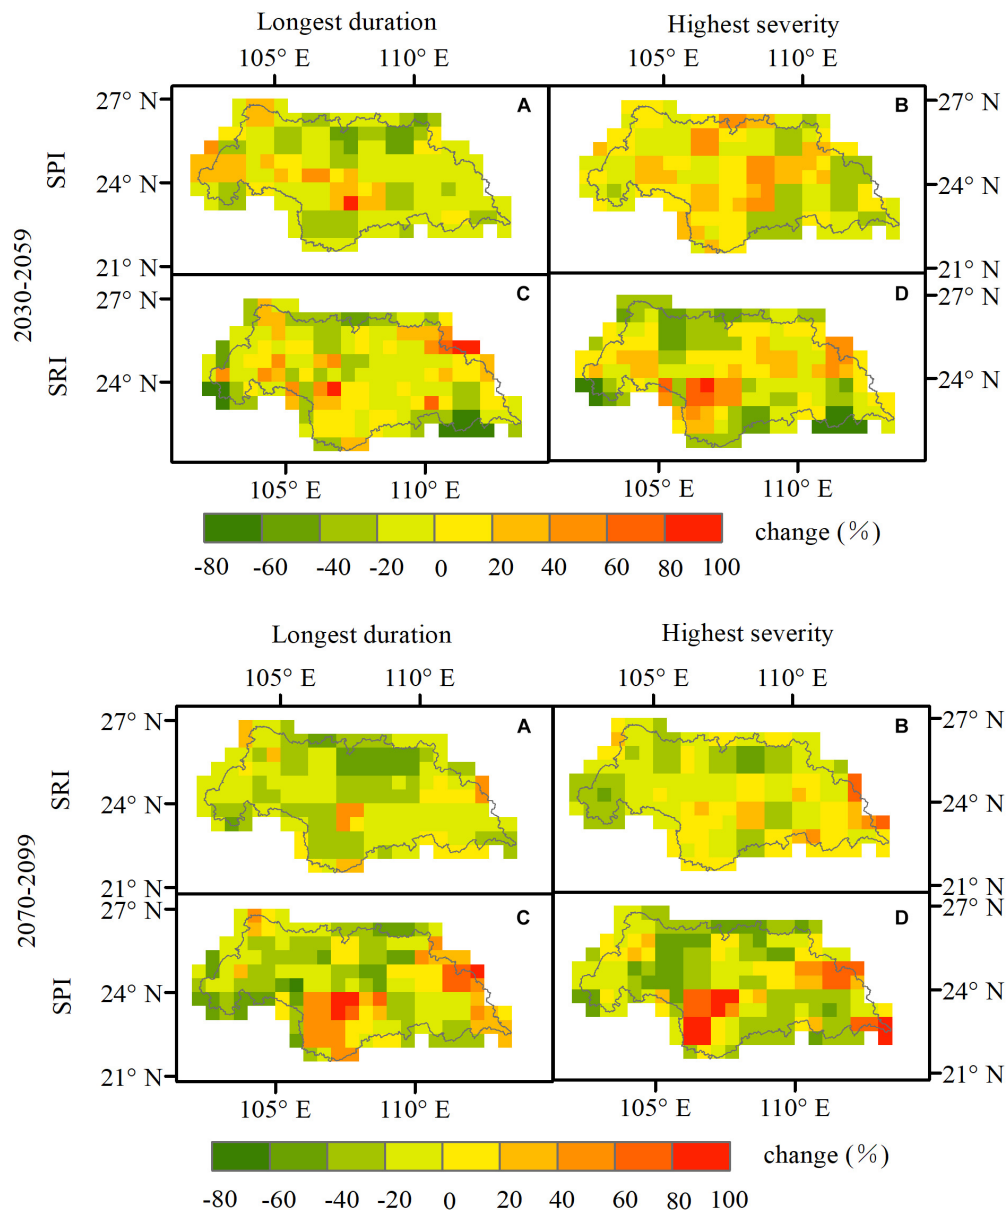 Longest duration Highest severity
105° E 110° E 105° E 110° E
27° N A B 27° N
SPI
24° N 24° N
21° N 21° N
2030-2059
27° N C D 27° N
SRI
24° N 24° N
105° E 110° E 105° E 110° E
change (%)
-80 -60 -40 -20 0 20 40 60 80 100
Longest duration Highest severity
105° E 110° E 105° E 110° E
27° N A B 27° N
SRI
24° N 24° N
21° N 21° N
2070-2099
27° N C D 27° N
SPI
24° N 24° N
21° N 21° N
105° E 110° E 105° E 110° E
change (%)
-80 -60 -40 -20 0 20 40 60 80 100